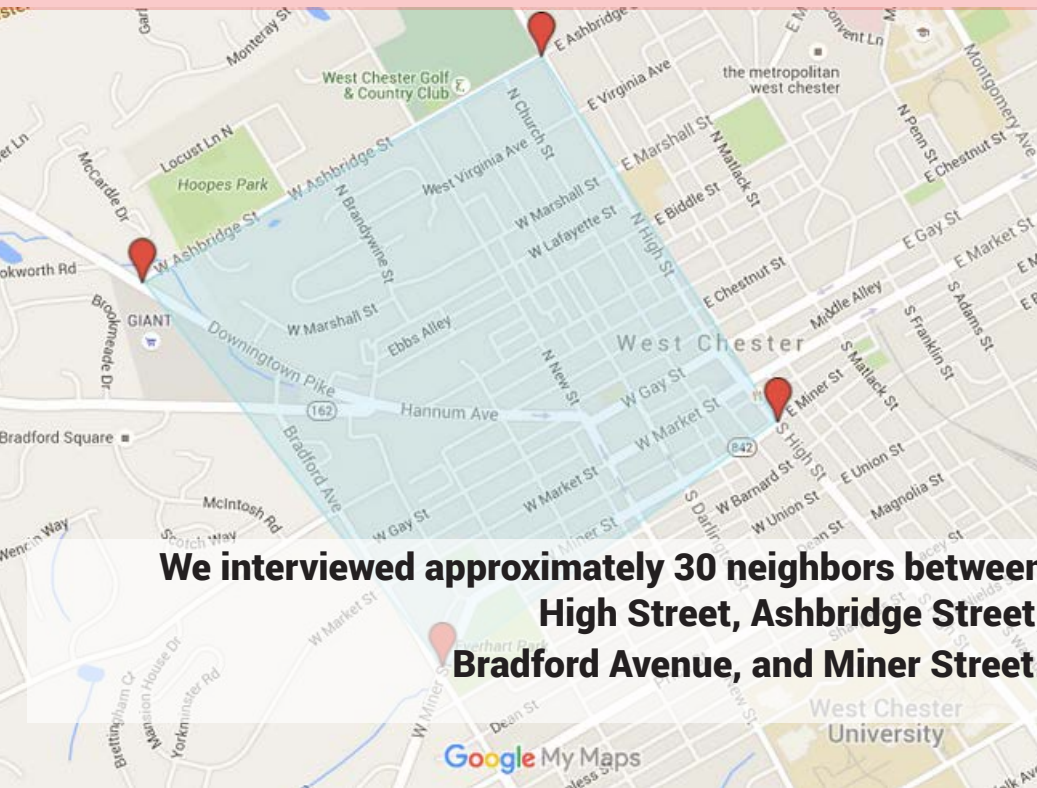 Monteray St
E Ashbridge
West Chester Golf
& Country Club
E Virginia Ave
the metropolitan
west chester
Convent Ln
Montgomery Ave
N Church St
E Marshall St
N Penn St
E Chestnut St
McCardle Dr
Locust Ln N
Hoopes Park
W Ashbridge St
West Virginia Ave
N Matlack St
N Brandywine St
W Marshall St
E Biddle St
W Lafayette St
N High St
W Ashbridge St
E Gay St
E Market St
E Chestnut St
Middle Alley
Brookmeade Dr
GIANT
Downingtown Pike
W Marshall St
Ebbs Alley
West Chester
S Adams St
S Franklin St
S Matlack St
N New St
W Gay St
E Miner St
162
Hannum Ave
W Market St
842
S High St
Bradford Square
Bradford Ave
E Union St
W Barnard St
Magnolia St
W Market St
S Darlington St
W Union St
McIntosh Rd
Scotch Way
W Gay St
Miner St
We interviewed approximately 30 neighbors between
High Street, Ashbridge Street
Bradford Avenue, and Miner Street
W Market St
Everhart Park
Brettingham Ct
Mansion House Dr
Yorkminster Rd
W Miner St
Dean St
West Chester
University
Google My Maps